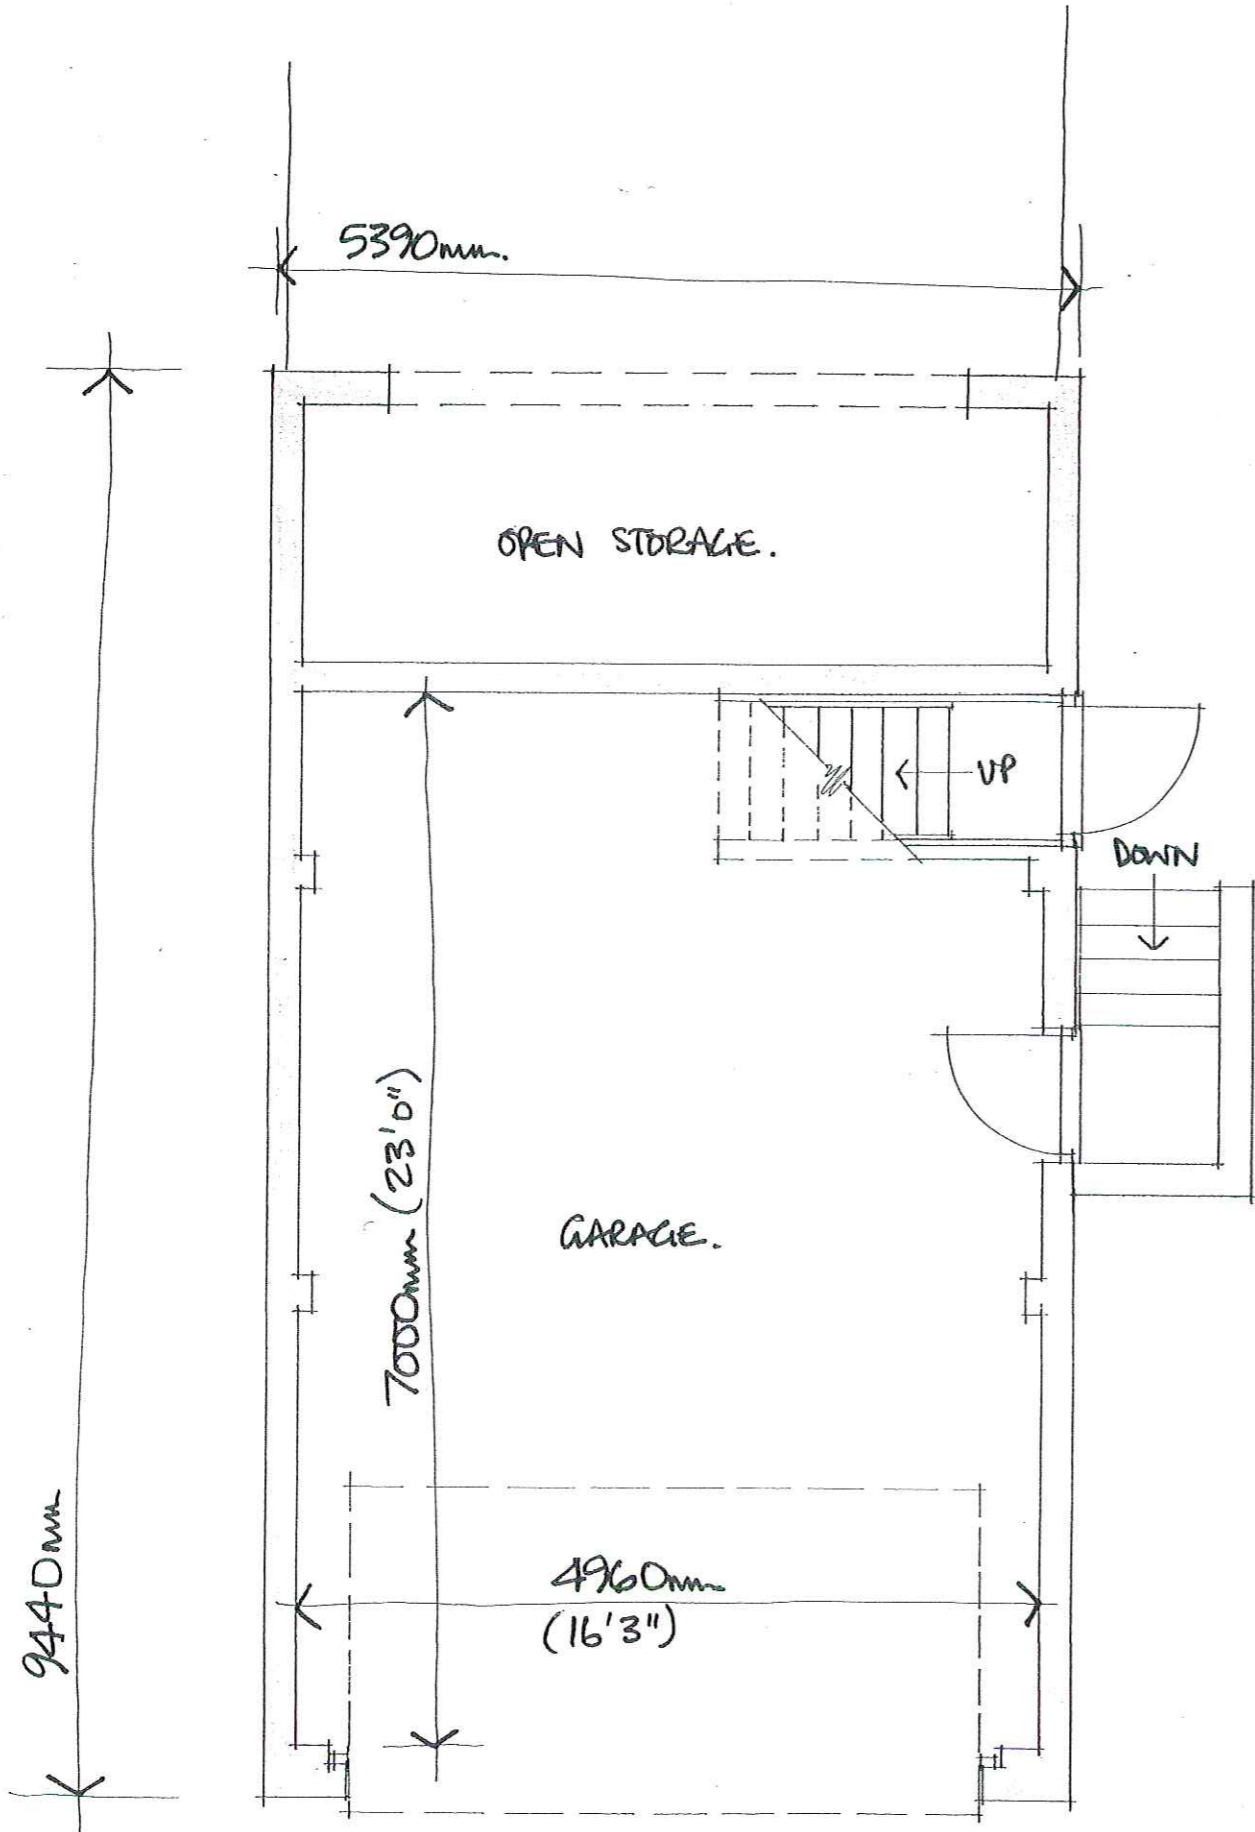 5390mm.
OPEN STORAGE.
UP
DOWN
7000mm (23'0")
GARAGE.
4960mm
(16'3")
9440mm